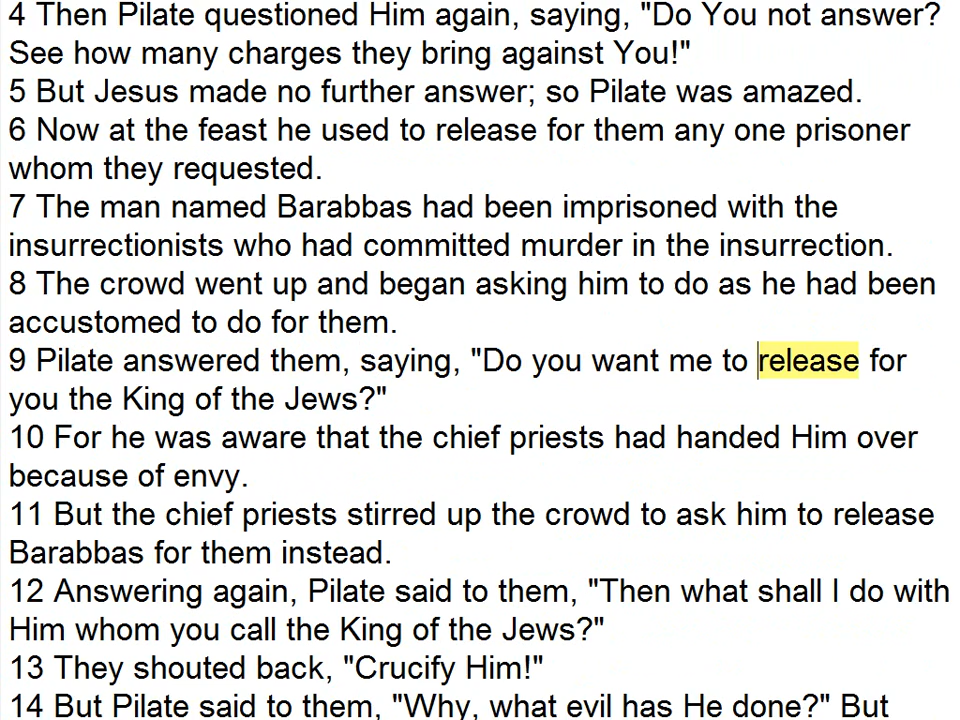 4 Then Pilate questioned Him again, saying, "Do You not answer?
See how many charges they bring against You!"
5 But Jesus made no further answer; so Pilate was amazed.
6 Now at the feast he used to release for them any one prisoner
whom they requested.
7 The man named Barabbas had been imprisoned with the
insurrectionists who had committed murder in the insurrection.
8 The crowd went up and began asking him to do as he had been
accustomed to do for them.
9 Pilate answered them, saying, "Do you want me to release for
you the King of the Jews?"
10 For he was aware that the chief priests had handed Him over
because of envy.
11 But the chief priests stirred up the crowd to ask him to release
Barabbas for them instead.
12 Answering again, Pilate said to them, "Then what shall I do with
Him whom you call the King of the Jews?"
13 They shouted back, "Crucify Him!"
14 But Pilate said to them, "Why, what evil has He done?" But